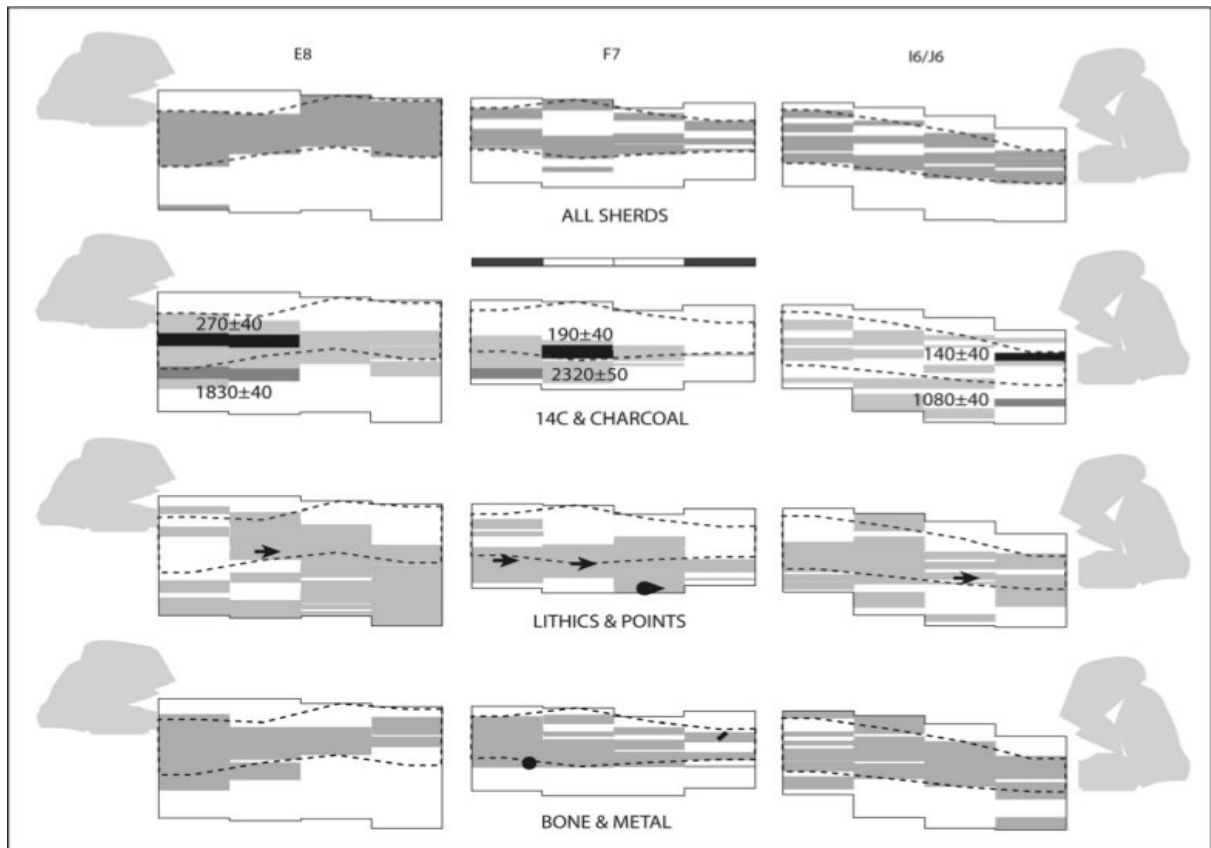 E8
F7
I6/J6
ALL SHERDS
270±40
190±40
140±40
1830±40
2320±50
1080±40
14C & CHARCOAL
LITHICS & POINTS
BONE & METAL